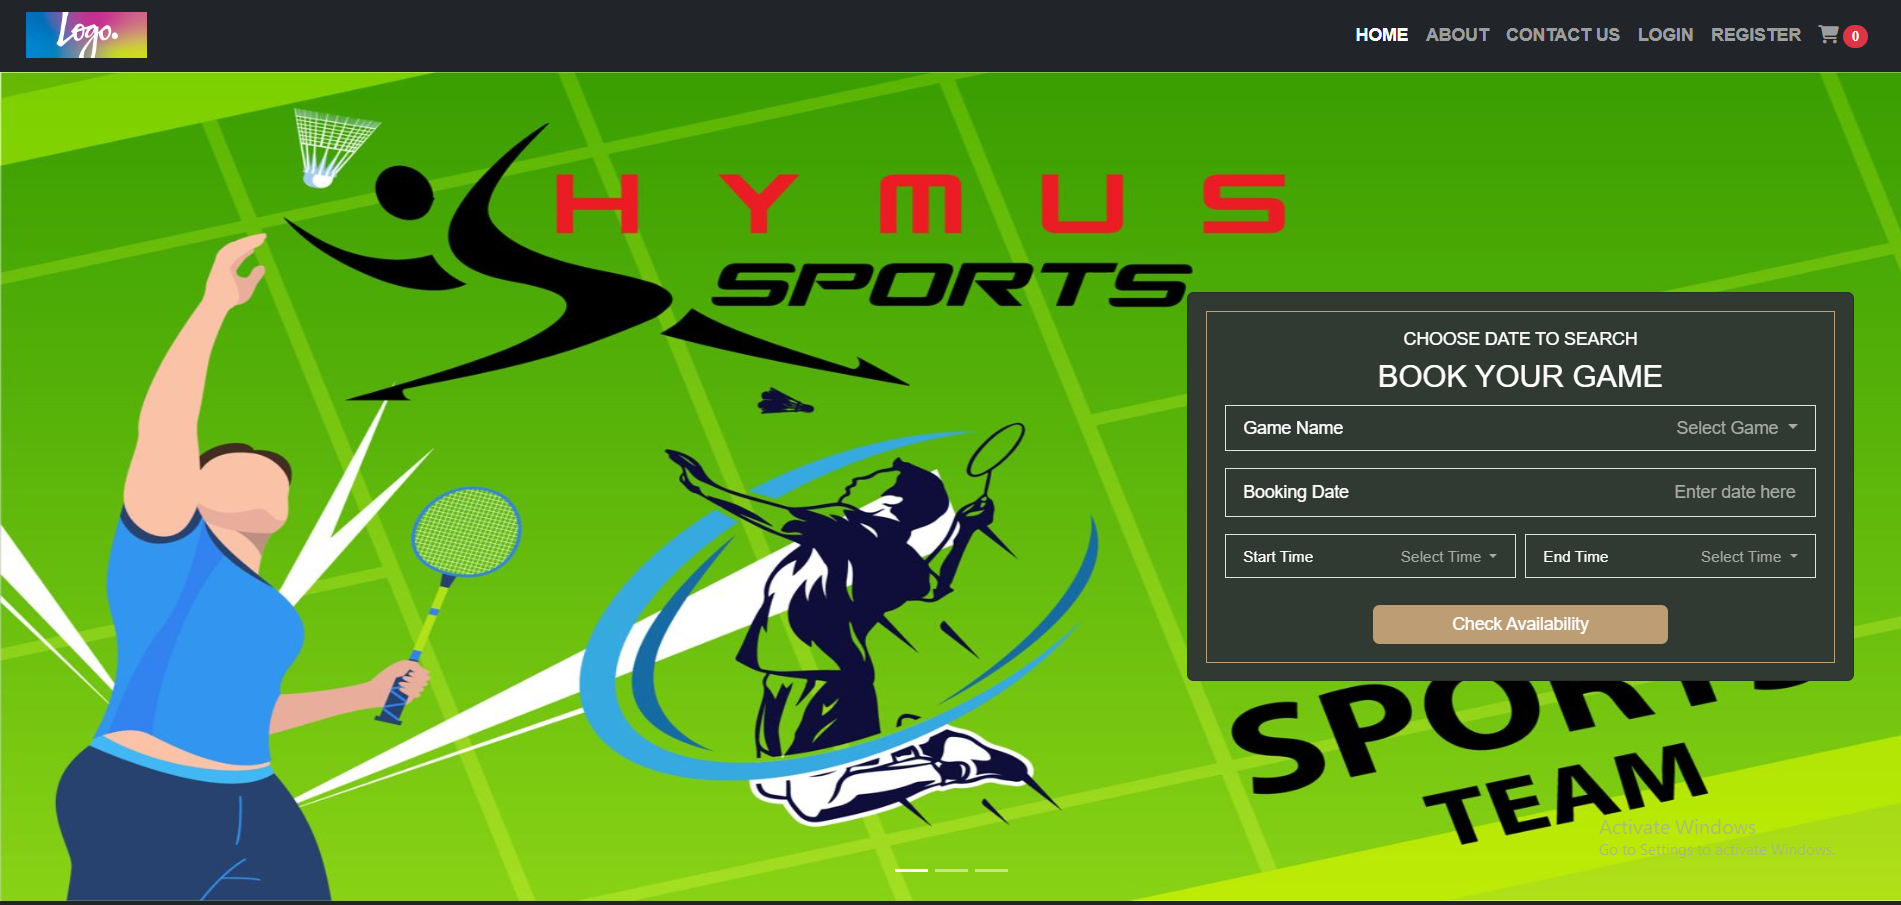 Logo.
HOME ABOUT CONTACT US LOGIN REGISTER 0
HYMUS
SPORTS
CHOOSE DATE TO SEARCH
BOOK YOUR GAME
Game Name Select Game
Booking Date Enter date here
Start Time Select Time End Time Select Time
Check Availability
SPORTS
TEAM
Activate Windows
Go to Settings to activate Windows.